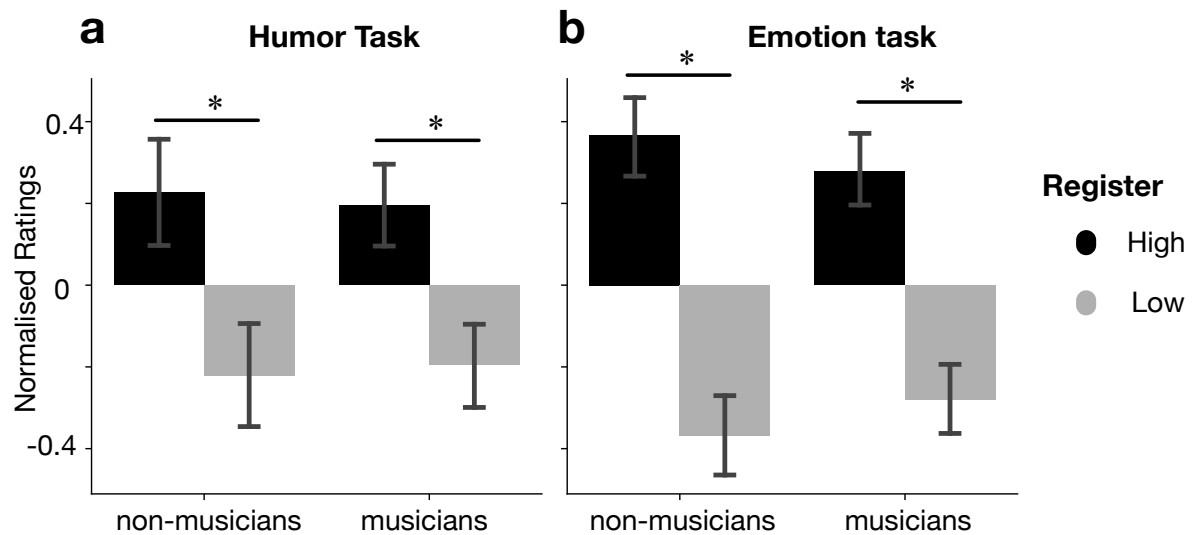 a
Humor Task
b
Emotion task
*
*
*
*
Normalised Ratings
0.4
0
-0.4
non-musicians
musicians
non-musicians
musicians
Register
High
Low